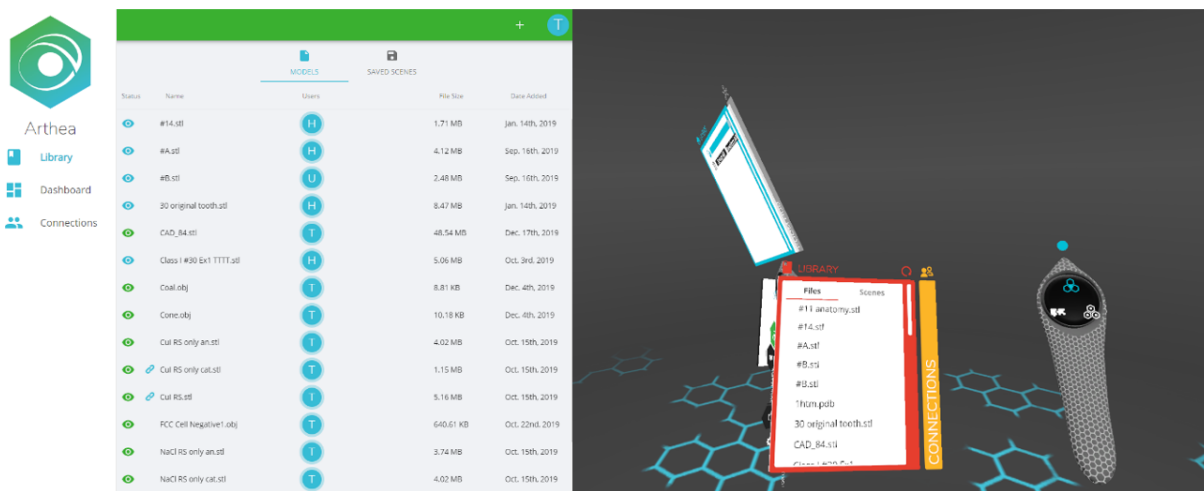 + T
MODELS SAVED SCENES
Status Name Users File Size Date Added
Arthea
Library
Dashboard
Connections
#14.stl H 1.71 MB Jan. 14th, 2019
#A.stl H 4.12 MB Sep. 16th, 2019
#B.stl U 2.48 MB Sep. 16th, 2019
30 original tooth.stl H 8.47 MB Jan. 14th, 2019
CAD_84.stl T 48.54 MB Dec. 17th, 2019
Class I #30 Ex1 TTTT.stl H 5.06 MB Oct. 3rd, 2019
Coal.obj T 8.81 KB Dec. 4th, 2019
Cone.obj T 10.18 KB Dec. 4th, 2019
CuI RS only an.stl T 4.02 MB Oct. 15th, 2019
CuI RS only cat.stl T 1.15 MB Oct. 15th, 2019
CuI RS.stl T 5.16 MB Oct. 15th, 2019
FCC Cell Negative1.obj T 640.61 KB Oct. 22nd, 2019
NaCl RS only an.stl T 3.74 MB Oct. 15th, 2019
NaCl RS only cat.stl T 4.02 MB Oct. 15th, 2019
LIBRARY
Files Scenes
#11 anatomy.stl
#14.stl
#A.stl
#B.stl
#B.stl
1htm.pdb
30 original tooth.stl
CAD_84.stl
Class I #30 Ex1
CONNECTIONS